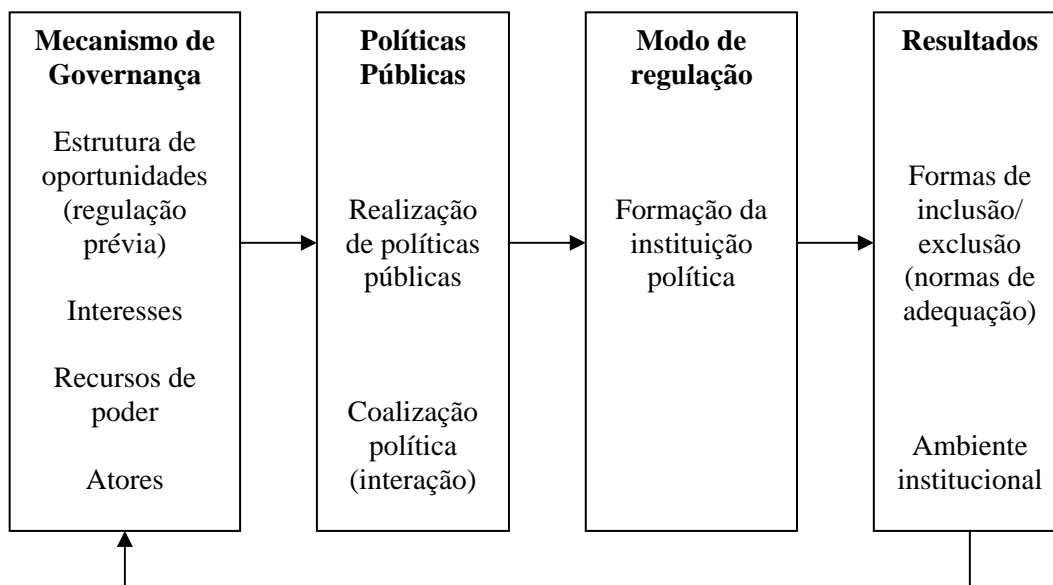 Mecanismo de
Governança
Estrutura de
oportunidades
(regulação
prévia)
Interesses
Recursos de
poder
Atores
Políticas
Públicas
Realização
de políticas
públicas
Coalização
política
(interação)
Modo de
regulação
Formação da
instituição
política
Resultados
Formas de
inclusão/
exclusão
(normas de
adequação)
Ambiente
institucional